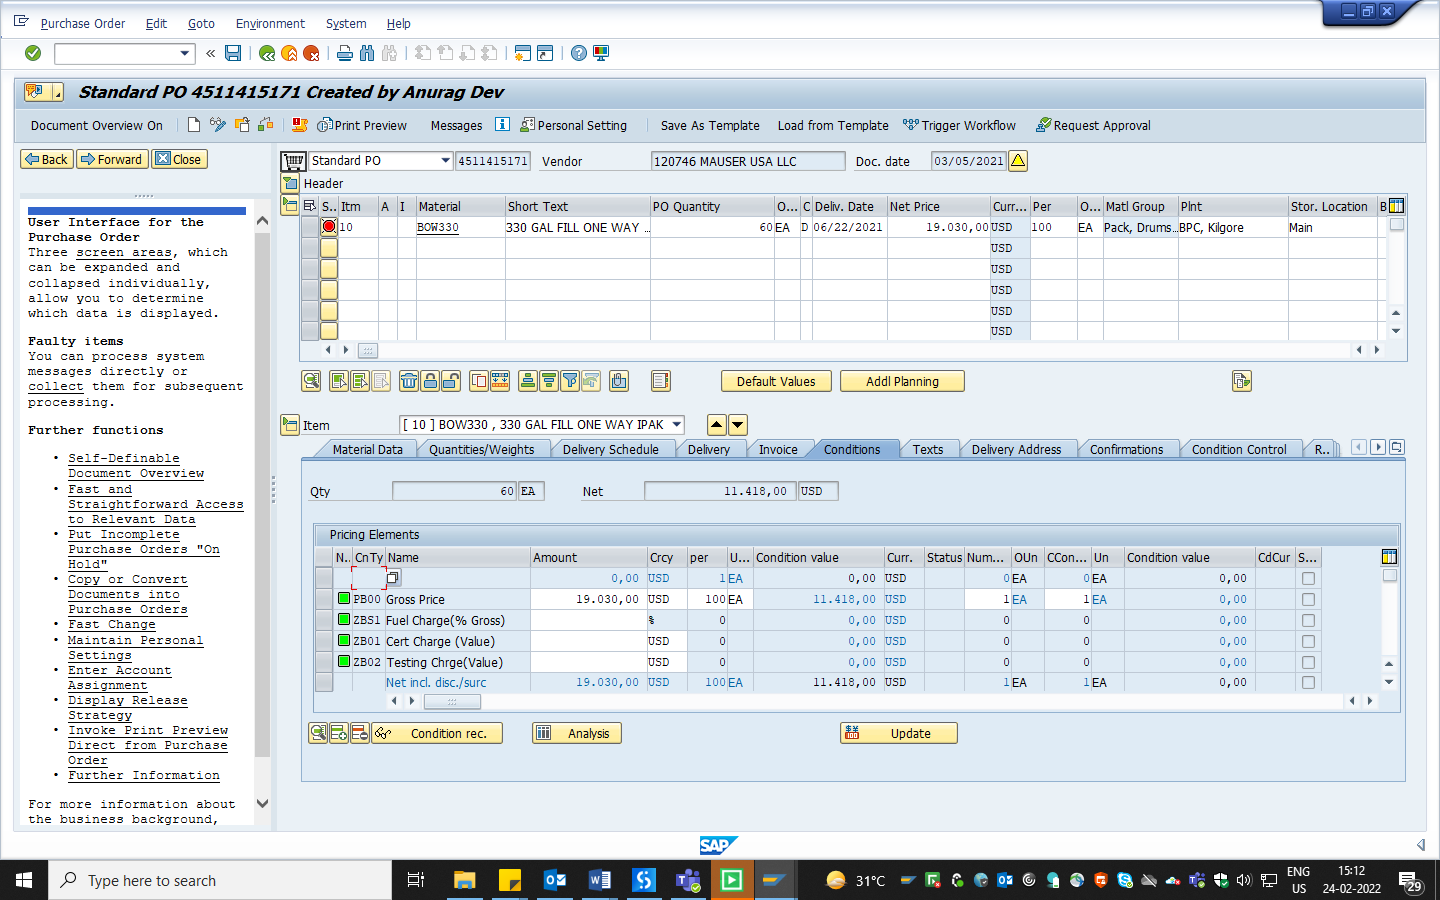 Purchase Order Edit Goto Environment System Help
Standard PO 4511415171 Created by Anurag Dev
Document Overview On Print Preview Messages Personal Setting Save As Template Load from Template Trigger Workflow Request Approval
Back Forward Close
Standard PO 4511415171 Vendor 120746 MAUSER USA LLC Doc. date 03/05/2021
Header
S.. Itm A I Material Short Text PO Quantity O... C Deliv. Date Net Price Curr... Per O... Matl Group Plnt Stor. Location B
10 BOW330 330 GAL FILL ONE WAY ... 60 EA D 06/22/2021 19.030,00 USD 100 EA Pack, Drums... BPC, Kilgore Main
USD
USD
USD
USD
USD
Default Values Addl Planning
Item [ 10 ] BOW330 , 330 GAL FILL ONE WAY IPAK
Material Data Quantities/Weights Delivery Schedule Delivery Invoice Conditions Texts Delivery Address Confirmations Condition Control R..
Qty 60 EA Net 11.418,00 USD
Pricing Elements
N.. CnTy Name Amount Crcy per U... Condition value Curr. Status Num... OUn CCon... Un Condition value CdCur S...
0,00 USD 1 EA 0,00 USD 0 EA 0 EA 0,00
PB00 Gross Price 19.030,00 USD 100 EA 11.418,00 USD 1 EA 1 EA 0,00
ZBS1 Fuel Charge(% Gross) % 0 0,00 USD 0 0 0,00
ZB01 Cert Charge (Value) USD 0 0,00 USD 0 0 0,00
ZB02 Testing Chrge(Value) USD 0 0,00 USD 0 0 0,00
Net incl. disc./surc 19.030,00 USD 100 EA 11.418,00 USD 1 EA 1 EA 0,00
Condition rec. Analysis Update
User Interface for the
Purchase Order
Three screen areas, which
can be expanded and
collapsed individually,
allow you to determine
which data is displayed.
Faulty items
You can process system
messages directly or
collect them for subsequent
processing.
Further functions
• Self-Definable
Document Overview
• Fast and
Straightforward Access
to Relevant Data
• Put Incomplete
Purchase Orders "On
Hold"
• Copy or Convert
Documents into
Purchase Orders
• Fast Change
• Maintain Personal
Settings
• Enter Account
Assignment
• Display Release
Strategy
• Invoke Print Preview
Direct from Purchase
Order
• Further Information
For more information about
the business background,
SAP
Type here to search
31°C
ENG
US
15:12
24-02-2022
29